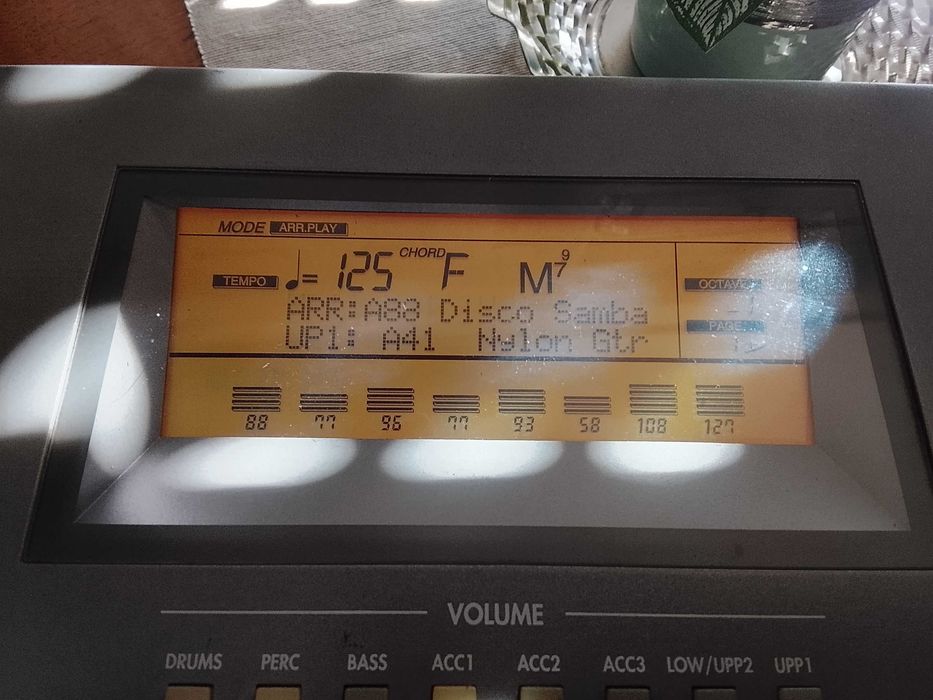 MODE ARR.PLAY
TEMPO ♩= 125 CHORD F M7 9
OCTAVE
ARR:A88 Disco Samba
PAGE
UP1: A41 Nylon Gtr
88 77 96 77 93 58 108 127
VOLUME
DRUMS PERC BASS ACC1 ACC2 ACC3 LOW/UPP2 UPP1